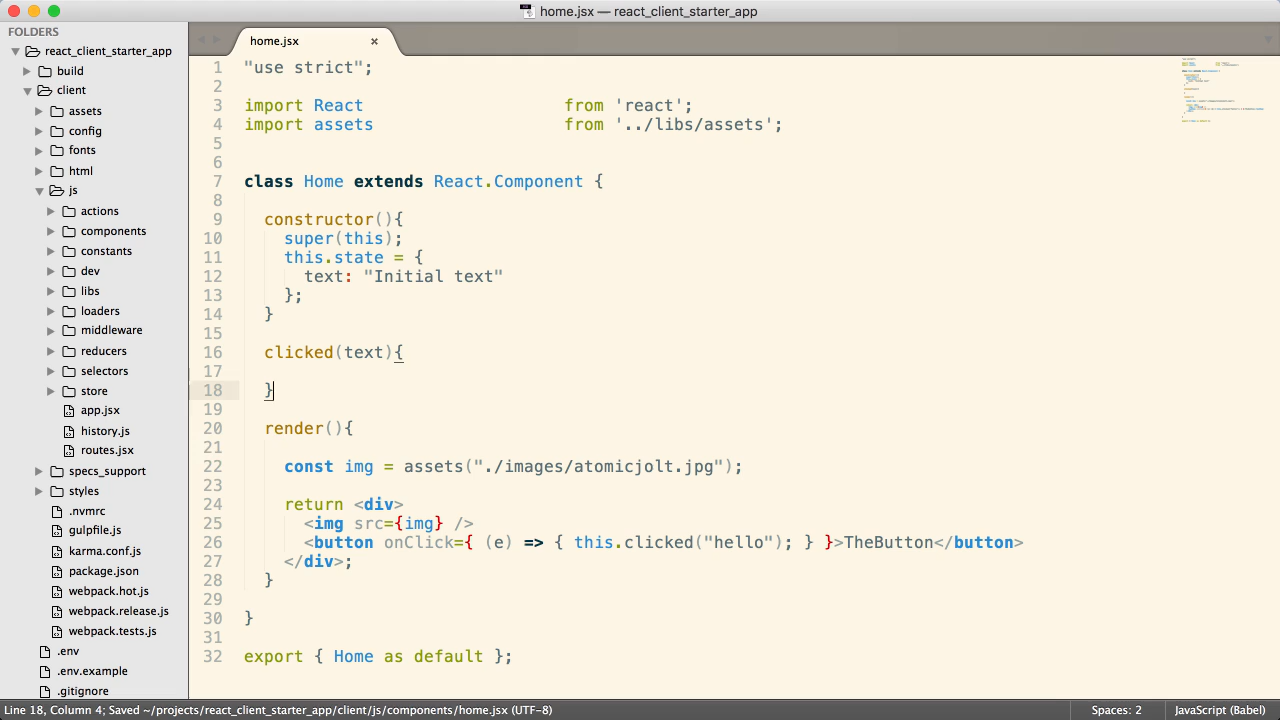 home.jsx — react_client_starter_app
FOLDERS
react_client_starter_app
build
client
assets
config
fonts
html
js
actions
components
constants
dev
libs
loaders
middleware
reducers
selectors
store
app.jsx
history.js
routes.jsx
specs_support
styles
.nvmrc
gulpfile.js
karma.conf.js
package.json
webpack.hot.js
webpack.release.js
webpack.tests.js
.env
.env.example
.gitignore
home.jsx ×
1 "use strict";
2
3 import React from 'react';
4 import assets from '../libs/assets';
5
6
7 class Home extends React.Component {
8
9 constructor(){
10 super(this);
11 this.state = {
12 text: "Initial text"
13 };
14 }
15
16 clicked(text){
17
18 }
19
20 render(){
21
22 const img = assets("./images/atomicjolt.jpg");
23
24 return <div>
25 <img src={img} />
26 <button onClick={ (e) => { this.clicked("hello"); } }>TheButton</button>
27 </div>;
28 }
29
30 }
31
32 export { Home as default };
Line 18, Column 4; Saved ~/projects/react_client_starter_app/client/js/components/home.jsx (UTF-8) Spaces: 2 JavaScript (Babel)